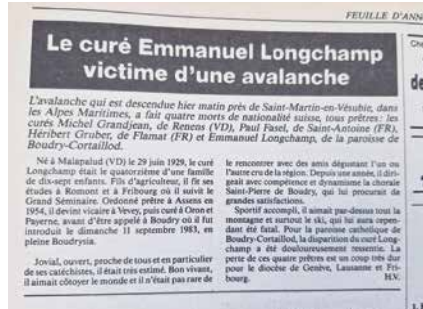 FEUILLE D'ANN
Le curé Emmanuel Longchamp
victime d'une avalanche
L'avalanche qui est descendue hier matin près de Saint-Martin-en-Vésubie, dans
les Alpes Maritimes, a fait quatre morts de nationalité suisse, tous prêtres: les
curés Michel Grandjean, de Renens (VD), Paul Fasel, de Saint-Antoine (FR),
Héribert Gruber, de Flamat (FR) et Emmanuel Longchamp, de la paroisse de
Boudry-Cortaillod.
Né à Malapalud (VD) le 29 juin 1929, le curé
Longchamp était le quatorzième d'une famille
de dix-sept enfants. Fils d'agriculteur, il fit ses
études à Romont et à Fribourg où il suivit le
Grand Séminaire. Ordonné prêtre à Assens en
1954, il devint vicaire à Vevey, puis curé à Oron et
Payerne, avant d'être appelé à Boudry où il fut
introduit le dimanche 11 septembre 1983, en
pleine Boudrysia.
Jovial, ouvert, proche de tous et en particulier
de ses catéchistes, il était très estimé. Bon vivant,
il aimait côtoyer le monde et il n'était pas rare de
le rencontrer avec des amis dégustant l'un ou
l'autre cru de la région. Depuis une année, il diri-
geait avec compétence et dynamisme la chorale
Saint-Pierre de Boudry, qui lui procurait de
grandes satisfactions.
Sportif accompli, il aimait par-dessus tout la
montagne et surtout le ski, qui lui aura cepen-
dant été fatal. Pour la paroisse catholique de
Boudry-Cortaillod, la disparition du curé Long-
champ a été douloureusement ressentie. La
perte de ces quatre prêtres est un coup très dur
pour le diocèse de Genève, Lausanne et Fri-
bourg. H.V.
Che
de